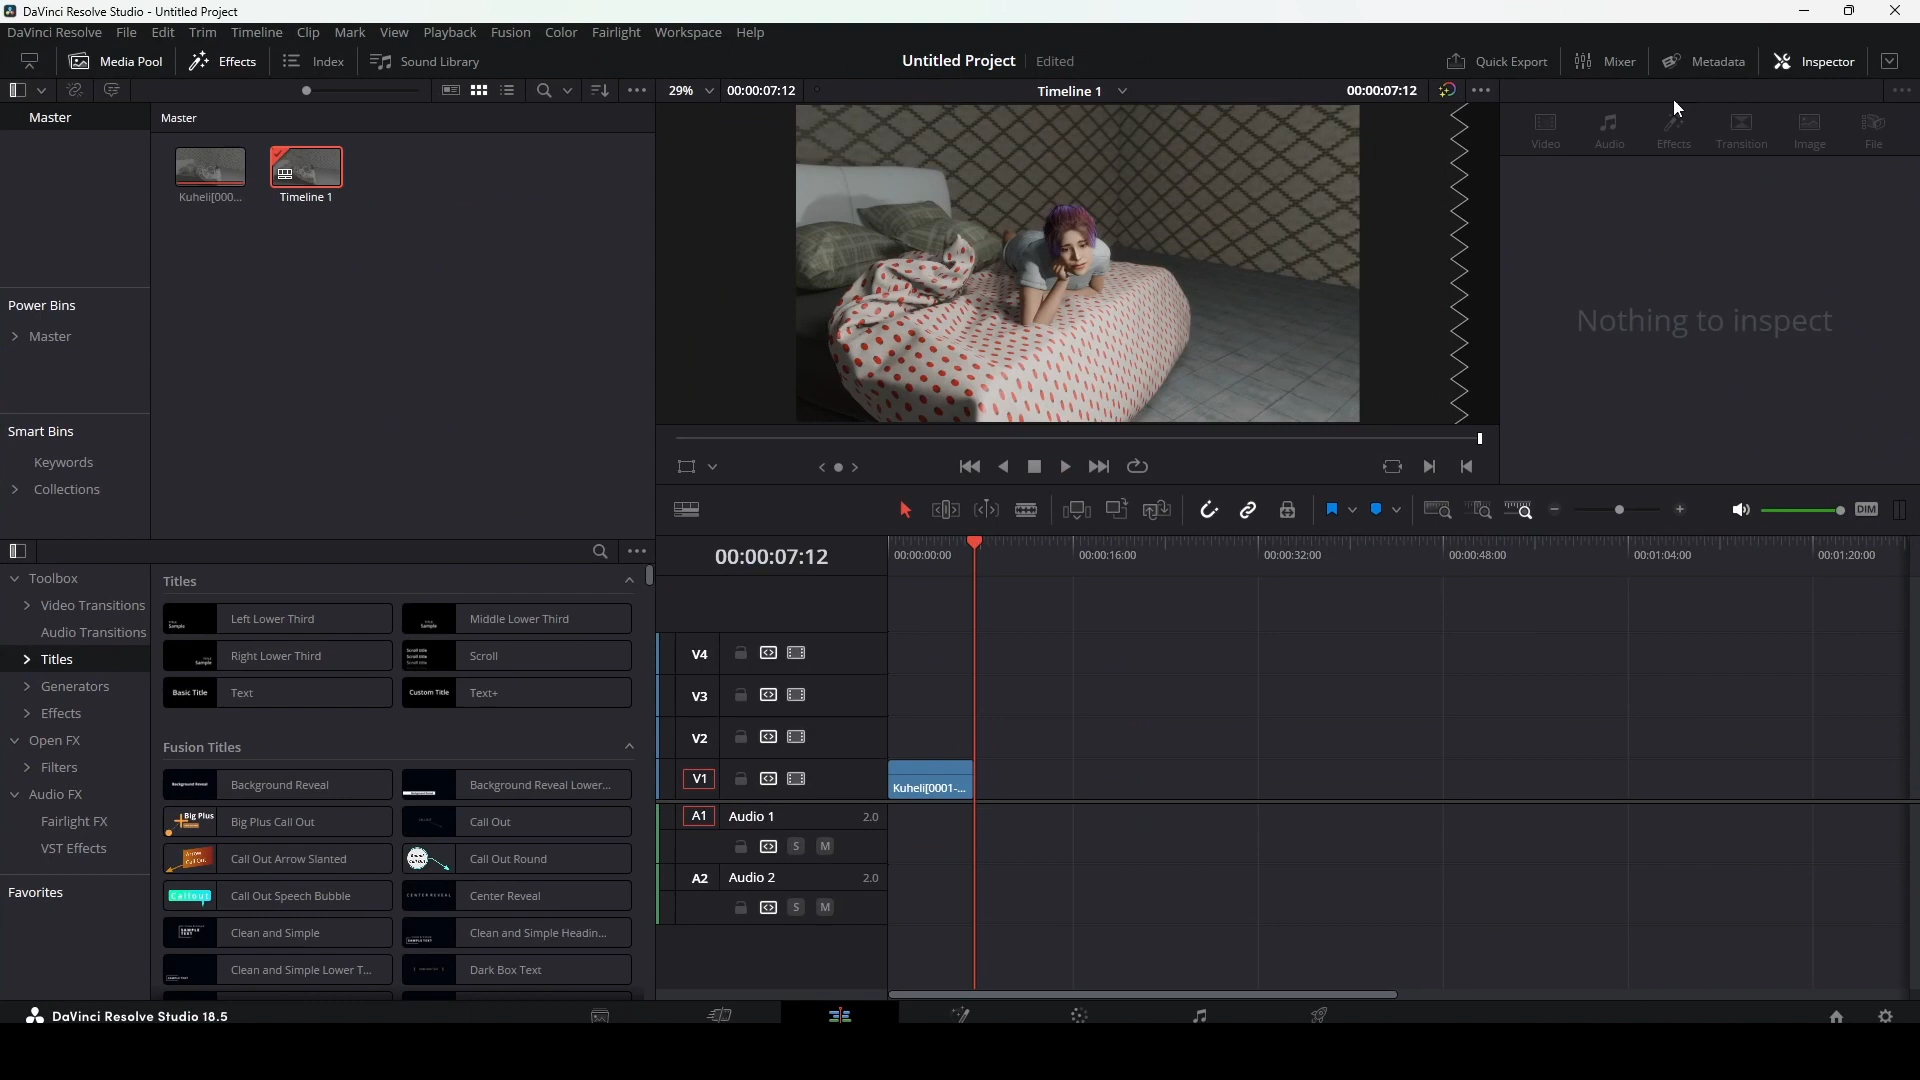 DaVinci Resolve Studio - Untitled Project
DaVinci Resolve File Edit Trim Timeline Clip Mark View Playback Fusion Color Fairlight Workspace Help
Media Pool Effects Index Sound Library Untitled Project Edited Quick Export Mixer Metadata Inspector
29% 00:00:07:12 Timeline 1 00:00:07:12
Master Master
Video Audio Effects Transition Image File
Kuheli[000... Timeline 1
Power Bins
Master
Nothing to inspect
Smart Bins
Keywords
Collections
DIM
00:00:07:12 00:00:00:00 00:00:16:00 00:00:32:00 00:00:48:00 00:01:04:00 00:01:20:00
Toolbox
Video Transitions
Audio Transitions
Titles
Generators
Effects
Open FX
Filters
Audio FX
Fairlight FX
VST Effects
Favorites
Titles
Left Lower Third Middle Lower Third
Right Lower Third Scroll
Basic Title Text Custom Title Text+
Fusion Titles
Background Reveal Background Reveal Lower...
Big Plus Big Plus Call Out Call Out
Call Out Arrow Slanted Call Out Round
Callout Call Out Speech Bubble CENTER REVEAL Center Reveal
Clean and Simple Clean and Simple Headin...
Clean and Simple Lower T... Dark Box Text
V4
V3
V2
V1 Kuheli[0001-...
A1 Audio 1 2.0
S M
A2 Audio 2 2.0
S M
DaVinci Resolve Studio 18.5